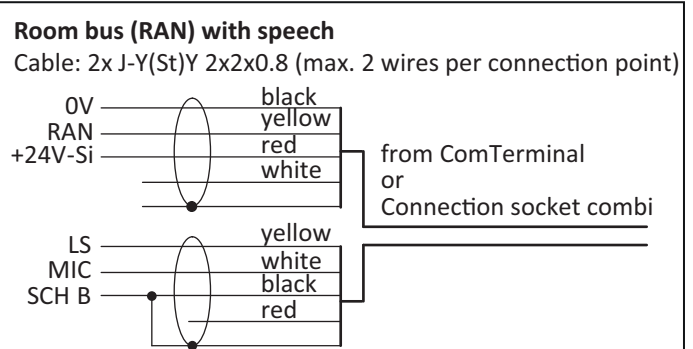 Room bus (RAN) with speech
Cable: 2x J-Y(St)Y 2x2x0.8 (max. 2 wires per connection point)
0V black
RAN yellow
+24V-Si red
white
from ComTerminal
or
Connection socket combi
LS yellow
MIC white
SCH B black
red